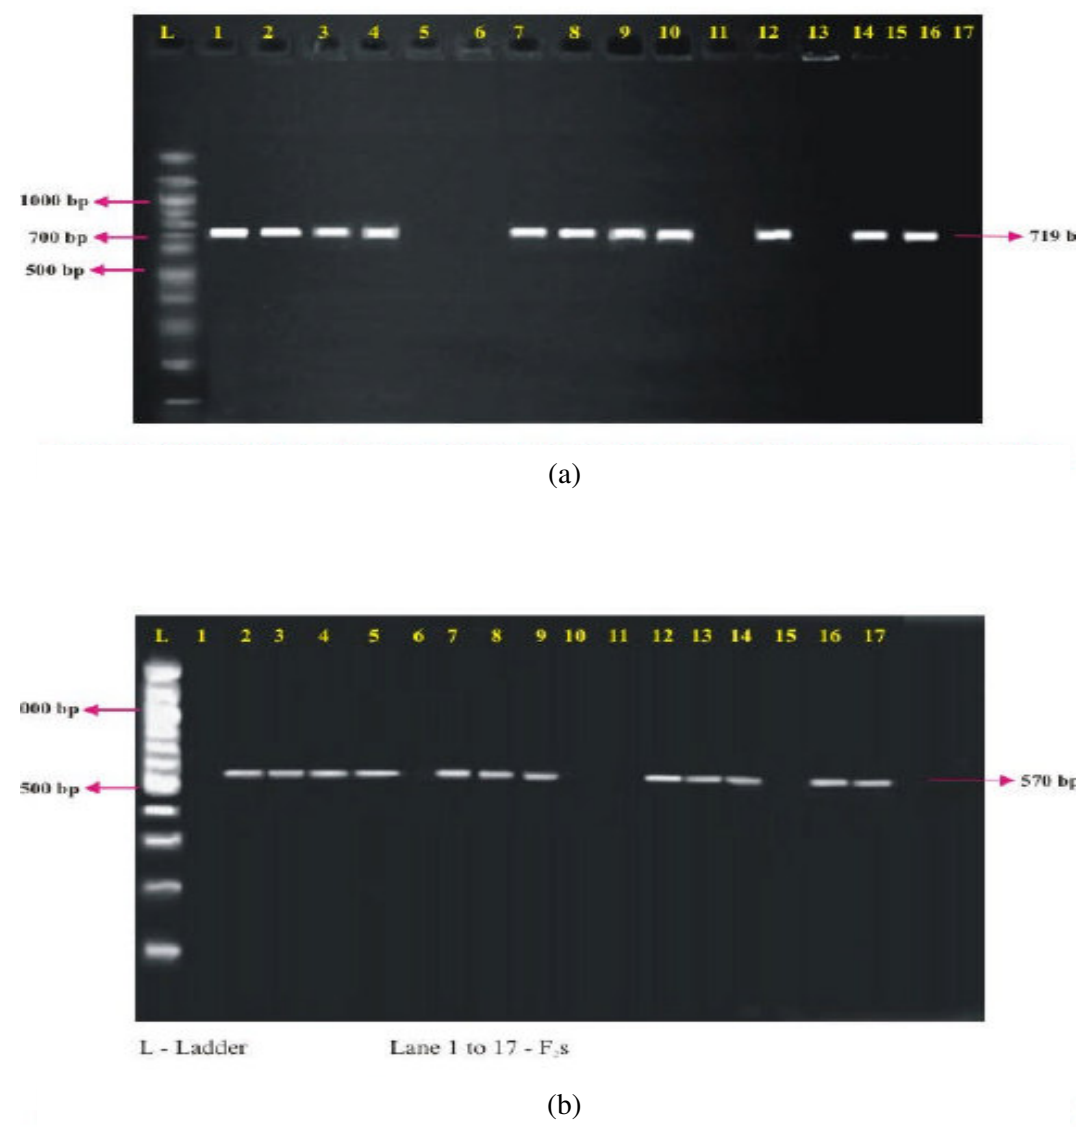 L 1 2 3 4 5 6 7 8 9 10 11 12 13 14 15 16 17
1000 bp
700 bp
719 b
500 bp
(a)
L 1 2 3 4 5 6 7 8 9 10 11 12 13 14 15 16 17
000 bp
500 bp
570 bp
L - Ladder Lane 1 to 17 - F₂s
(b)